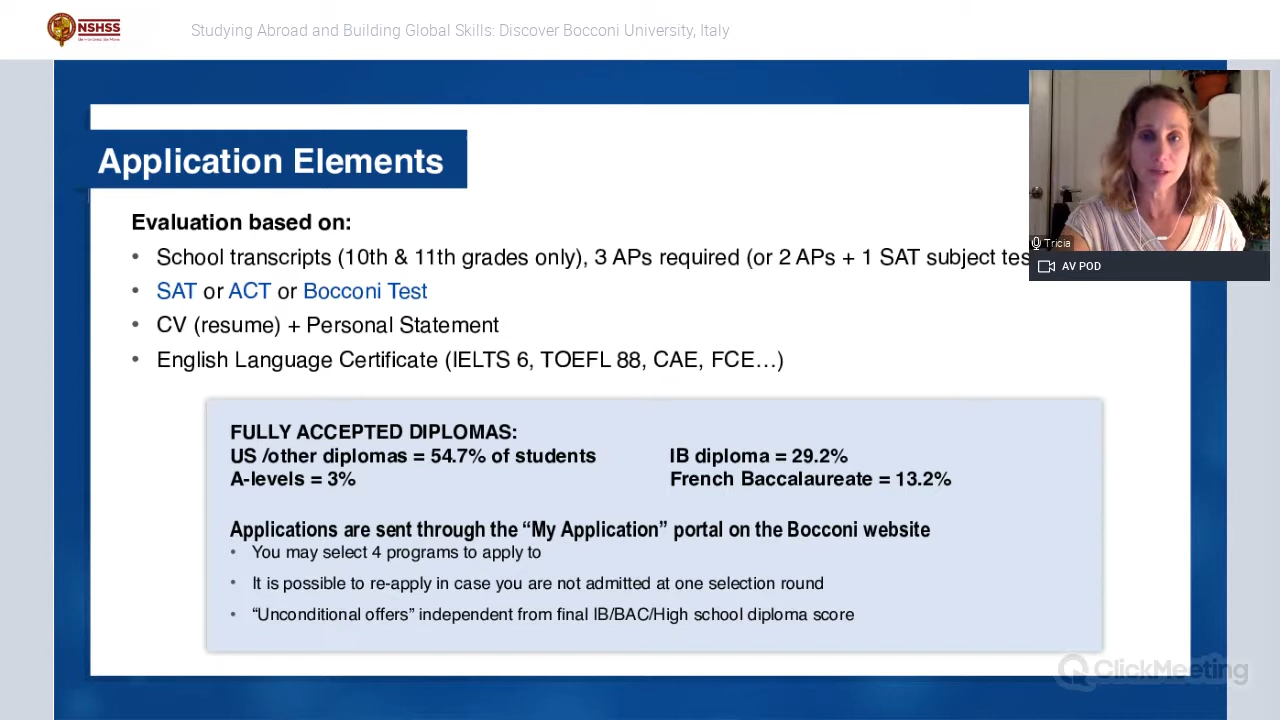 NSHSS
Studying Abroad and Building Global Skills: Discover Bocconi University, Italy
Application Elements
Tricia
AV POD
Evaluation based on:
• School transcripts (10th & 11th grades only), 3 APs required (or 2 APs + 1 SAT subject
• SAT or ACT or Bocconi Test
• CV (resume) + Personal Statement
• English Language Certificate (IELTS 6, TOEFL 88, CAE, FCE…)
FULLY ACCEPTED DIPLOMAS:
US /other diplomas = 54.7% of students IB diploma = 29.2%
A-levels = 3% French Baccalaureate = 13.2%
Applications are sent through the “My Application” portal on the Bocconi website
• You may select 4 programs to apply to
• It is possible to re-apply in case you are not admitted at one selection round
• “Unconditional offers” independent from final IB/BAC/High school diploma score
ClickMeeting